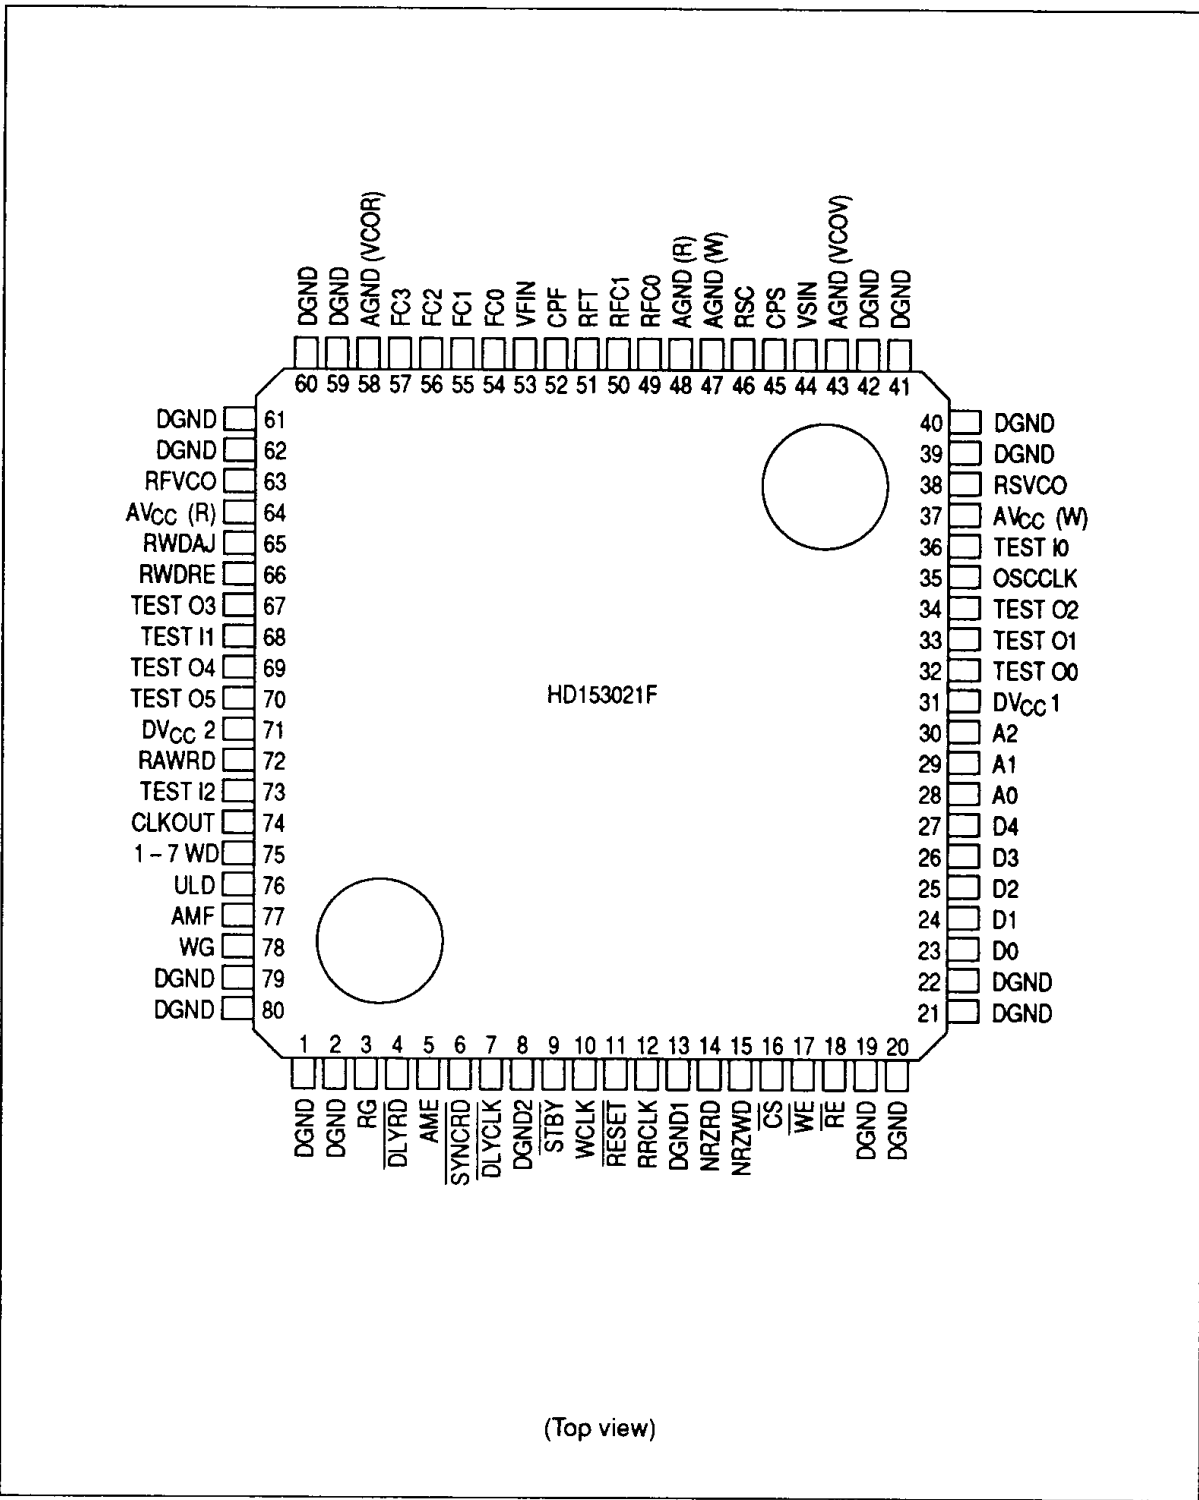 DGND
DGND
AGND (VCOR)
FC3
FC2
FC1
FC0
VFIN
CPF
RFT
RFC1
RFC0
AGND (R)
AGND (W)
RSC
CPS
VSIN
AGND (VCOV)
DGND
DGND
60 59 58 57 56 55 54 53 52 51 50 49 48 47 46 45 44 43 42 41
DGND 61
DGND 62
RFVCO 63
AVCC (R) 64
RWDAJ 65
RWDRE 66
TEST O3 67
TEST I1 68
TEST O4 69
TEST O5 70
DVCC 2 71
RAWRD 72
TEST I2 73
CLKOUT 74
1 – 7 WD 75
ULD 76
AMF 77
WG 78
DGND 79
DGND 80
HD153021F
40 DGND
39 DGND
38 RSVCO
37 AVCC (W)
36 TEST I0
35 OSCCLK
34 TEST O2
33 TEST O1
32 TEST O0
31 DVCC 1
30 A2
29 A1
28 A0
27 D4
26 D3
25 D2
24 D1
23 D0
22 DGND
21 DGND
1 2 3 4 5 6 7 8 9 10 11 12 13 14 15 16 17 18 19 20
DGND
DGND
RG
DLYRD
AME
SYNCRD
DLYCLK
DGND2
STBY
WCLK
RESET
RRCLK
DGND1
NRZRD
NRZWD
CS
WE
RE
DGND
DGND
(Top view)